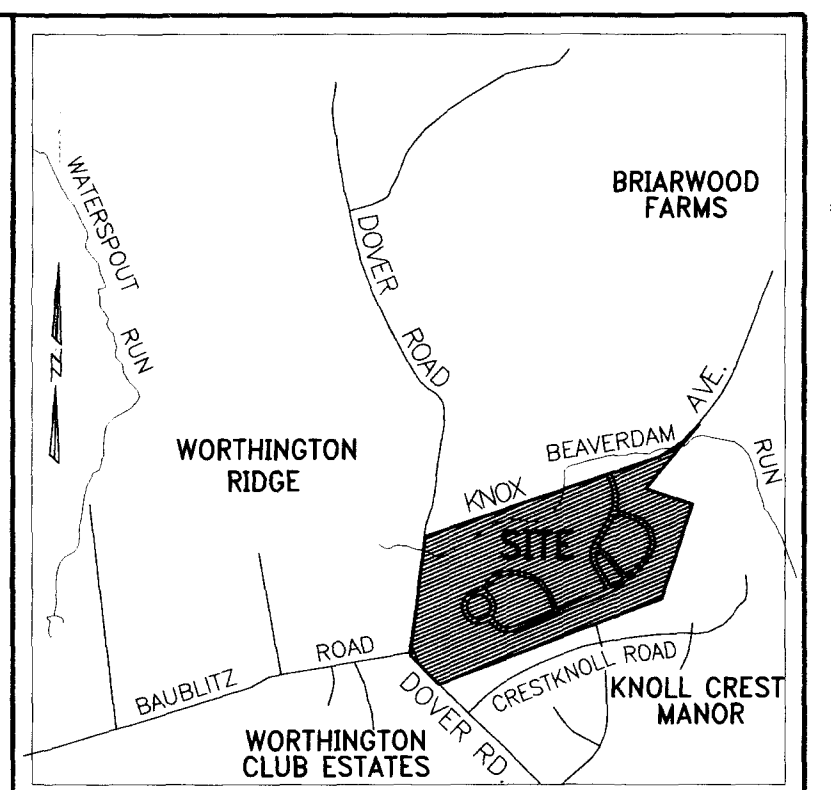 WATERSPOUT RUN
BRIARWOOD
FARMS
DOVER ROAD
N
KNOX AVE.
BEAVERDAM RUN
WORTHINGTON
RIDGE
SITE
BAUBLITZ ROAD
DOVER RD.
CRESTKNOLL ROAD
KNOLL CREST
MANOR
WORTHINGTON
CLUB ESTATES